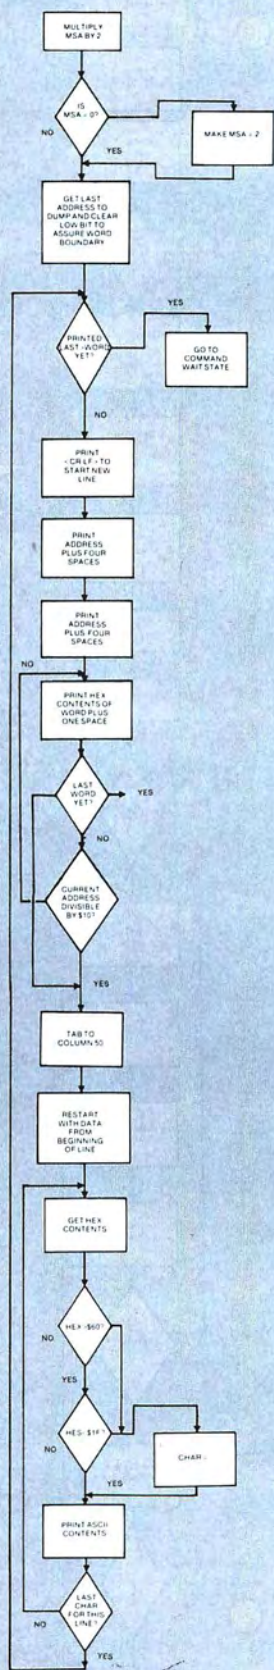 MULTIPLY
MSA BY 2
IS
MSA = 0?
NO
YES
MAKE MSA = 2
GET LAST
ADDRESS TO
DUMP AND CLEAR
LOW BIT TO
ASSURE WORD
BOUNDARY
YES
PRINTED
LAST-WORD
YET?
GO TO
COMMAND
WAIT STATE
NO
PRINT
<CR LF> TO
START NEW
LINE
PRINT
ADDRESS
PLUS FOUR
SPACES
PRINT
ADDRESS
PLUS FOUR
SPACES
NO
PRINT HEX
CONTENTS OF
WORD PLUS
ONE SPACE
LAST
WORD
YET?
YES
NO
CURRENT
ADDRESS
DIVISIBLE
BY $10?
YES
TAB TO
COLUMN 50
RESTART
WITH DATA
FROM
BEGINNING
OF LINE
GET HEX
CONTENTS
HEX $60?
NO
YES
HES $1F?
NO
CHAR
YES
PRINT ASCII
CONTENTS
LAST
CHAR
FOR THIS
LINE?
NO
YES